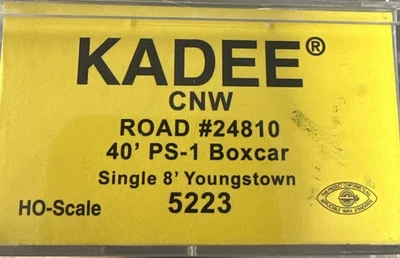 KADEE®
CNW
ROAD #24810
40' PS-1 Boxcar
Single 8' Youngstown
HO-Scale 5223